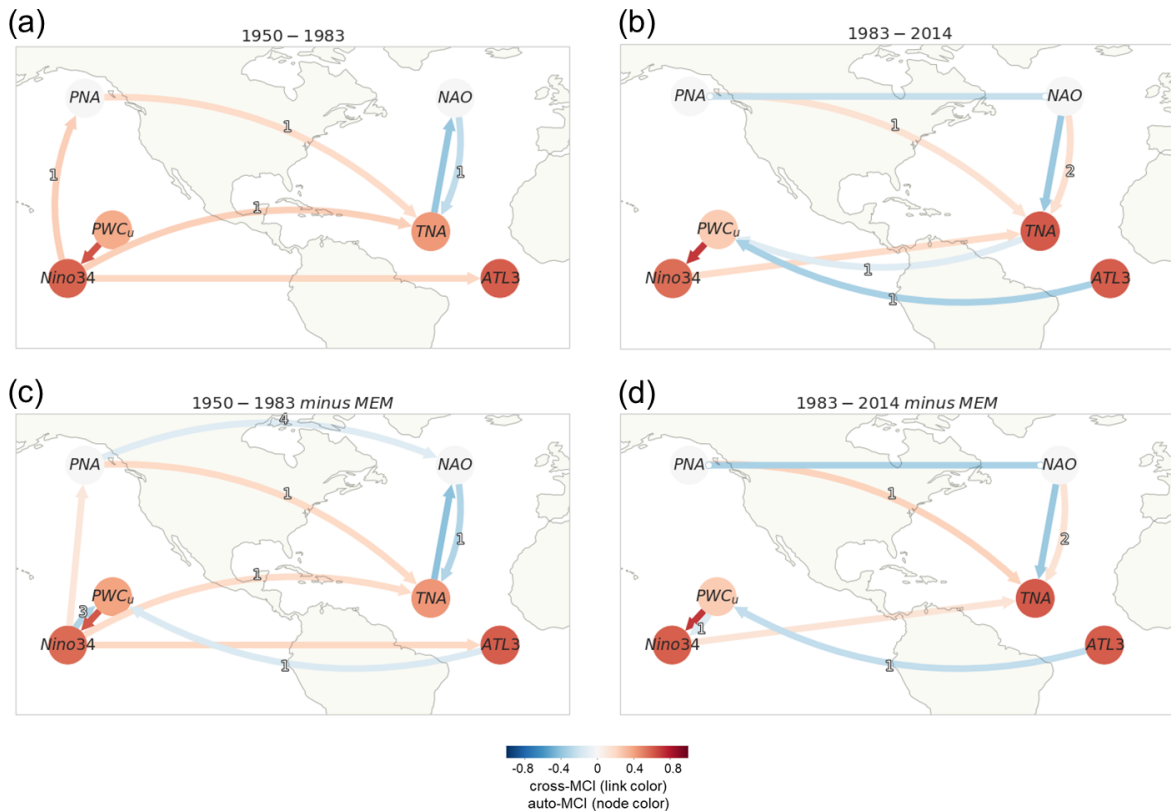 (a)
1950 − 1983
PNA
NAO
1
1
1
1
PWCu
TNA
Nino34
ATL3
(b)
1983 − 2014
PNA
NAO
1
2
PWCu
TNA
1
Nino34
ATL3
1
(c)
1950 − 1983 minus MEM
4
PNA
NAO
1
1
1
3
PWCu
TNA
Nino34
ATL3
1
(d)
1983 − 2014 minus MEM
PNA
NAO
1
2
PWCu
TNA
1
Nino34
ATL3
1
-0.8 -0.4 0 0.4 0.8
cross-MCI (link color)
auto-MCI (node color)